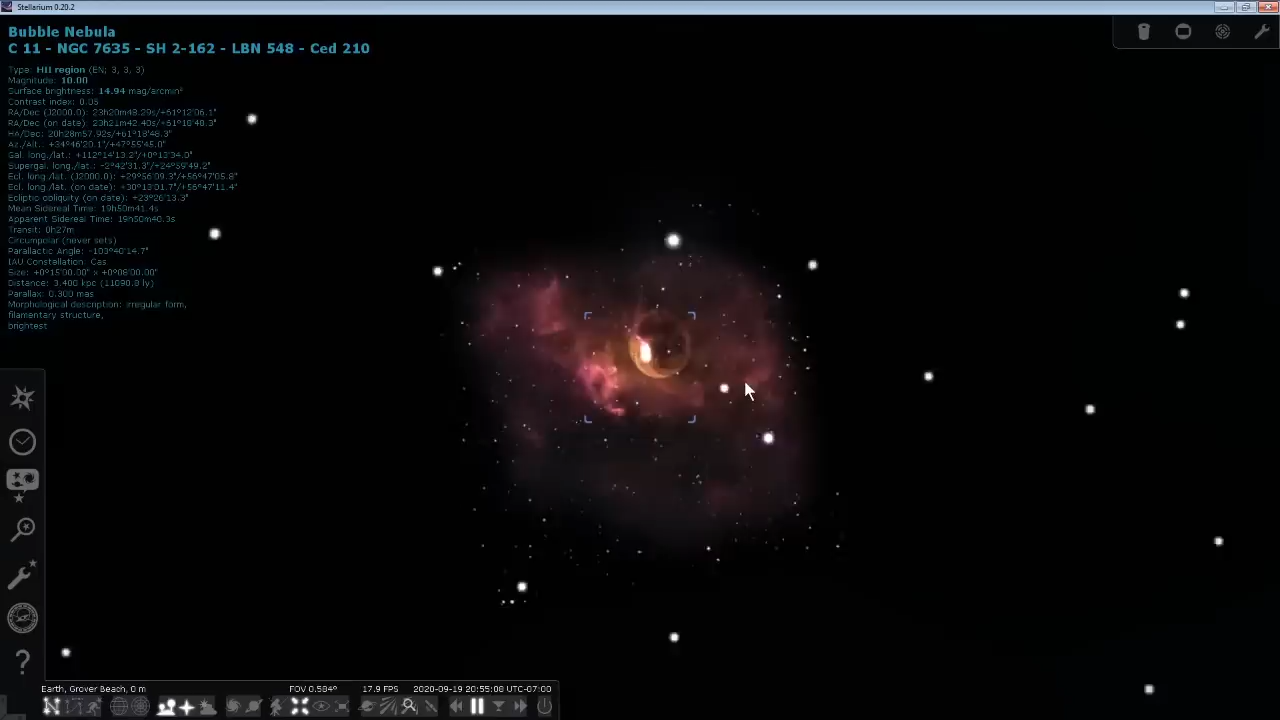 Stellarium 0.20.2
Bubble Nebula
C 11 - NGC 7635 - SH 2-162 - LBN 548 - Ced 210
Type: HII region (EN; 3, 3, 3)
Magnitude: 10.00
Surface brightness: 14.94 mag/arcmin²
Contrast index: 0.05
RA/Dec (J2000.0): 23h20m48.29s/+61°12'06.1"
RA/Dec (on date): 23h21m42.40s/+61°18'48.3"
HA/Dec: 20h28m57.92s/+61°18'48.3"
Az./Alt.: +34°46'20.1"/+47°55'45.0"
Gal. long./lat.: +112°14'13.2"/+0°13'34.0"
Supergal. long./lat.: -2°42'31.3"/+24°59'49.2"
Ecl. long./lat. (J2000.0): +29°56'09.3"/+56°47'05.8"
Ecl. long./lat. (on date): +30°13'01.7"/+56°47'11.4"
Ecliptic obliquity (on date): +23°26'13.3"
Mean Sidereal Time: 19h50m41.4s
Apparent Sidereal Time: 19h50m40.3s
Transit: 0h27m
Circumpolar (never sets)
Parallactic Angle: -103°40'14.7"
IAU Constellation: Cas
Size: +0°15'00.00" x +0°08'00.00"
Distance: 3.400 kpc (11090.8 ly)
Parallax: 0.300 mas
Morphological description: irregular form,
filamentary structure,
brightest
Earth, Grover Beach, 0 m FOV 0.584° 17.9 FPS 2020-09-19 20:55:08 UTC-07:00